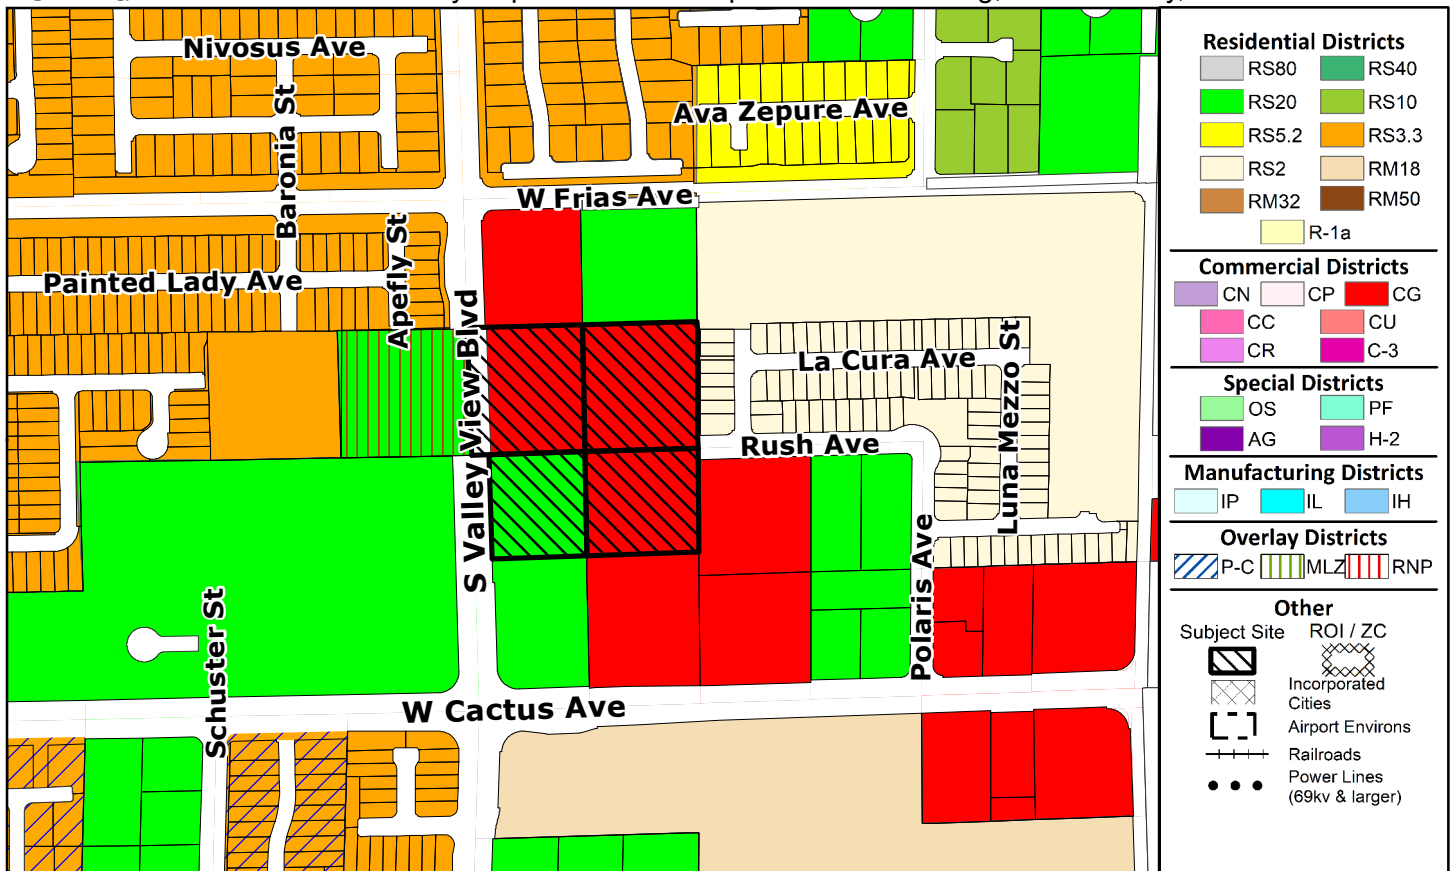 Nivosus Ave
Ava Zepure Ave
Baronia St
W Frias Ave
Apefly St
Painted Lady Ave
S Valley View Blvd
La Cura Ave
Luna Mezzo St
Rush Ave
Polaris Ave
Schuster St
W Cactus Ave
Residential Districts
RS80 RS40
RS20 RS10
RS5.2 RS3.3
RS2 RM18
RM32 RM50
R-1a
Commercial Districts
CN CP CG
CC CU
CR C-3
Special Districts
OS PF
AG H-2
Manufacturing Districts
IP IL IH
Overlay Districts
P-C MLZ RNP
Other
Subject Site ROI / ZC
Incorporated
Cities
Airport Environs
Railroads
Power Lines
(69kv & larger)